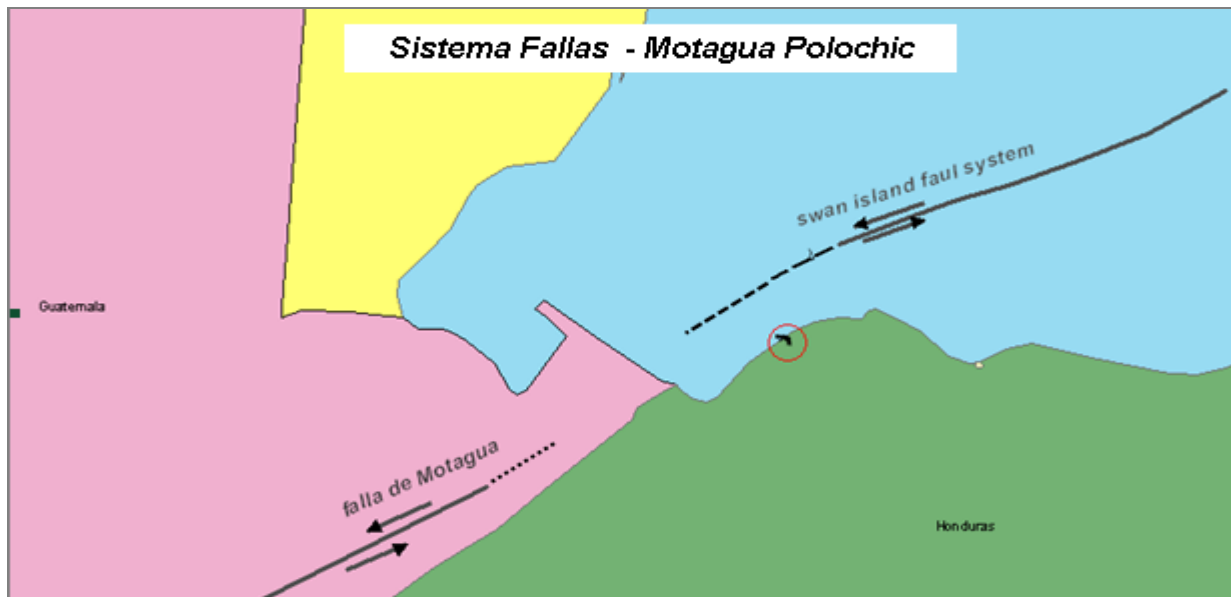 Sistema Fallas - Motagua Polochic
swan island faul system
Guatemala
falla de Motagua
Honduras